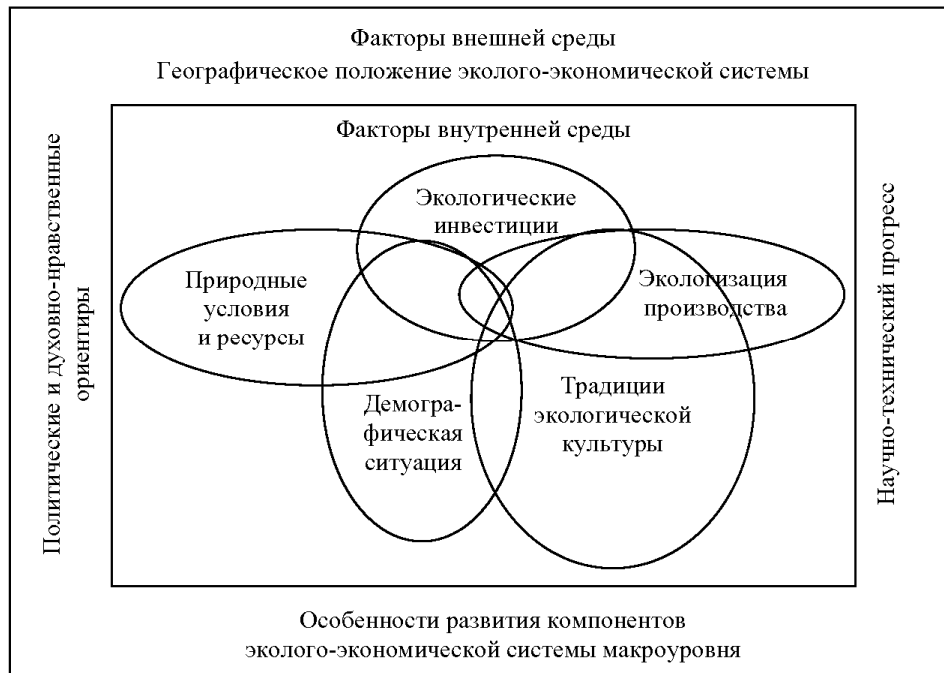 Факторы внешней среды
Географическое положение эколого-экономической системы
Политические и духовно-нравственные
ориентиры
Факторы внутренней среды
Экологические
инвестиции
Природные
условия
и ресурсы
Экологизация
производства
Демогра-
фическая
ситуация
Традиции
экологической
культуры
Научно-технический прогресс
Особенности развития компонентов
эколого-экономической системы макроуровня